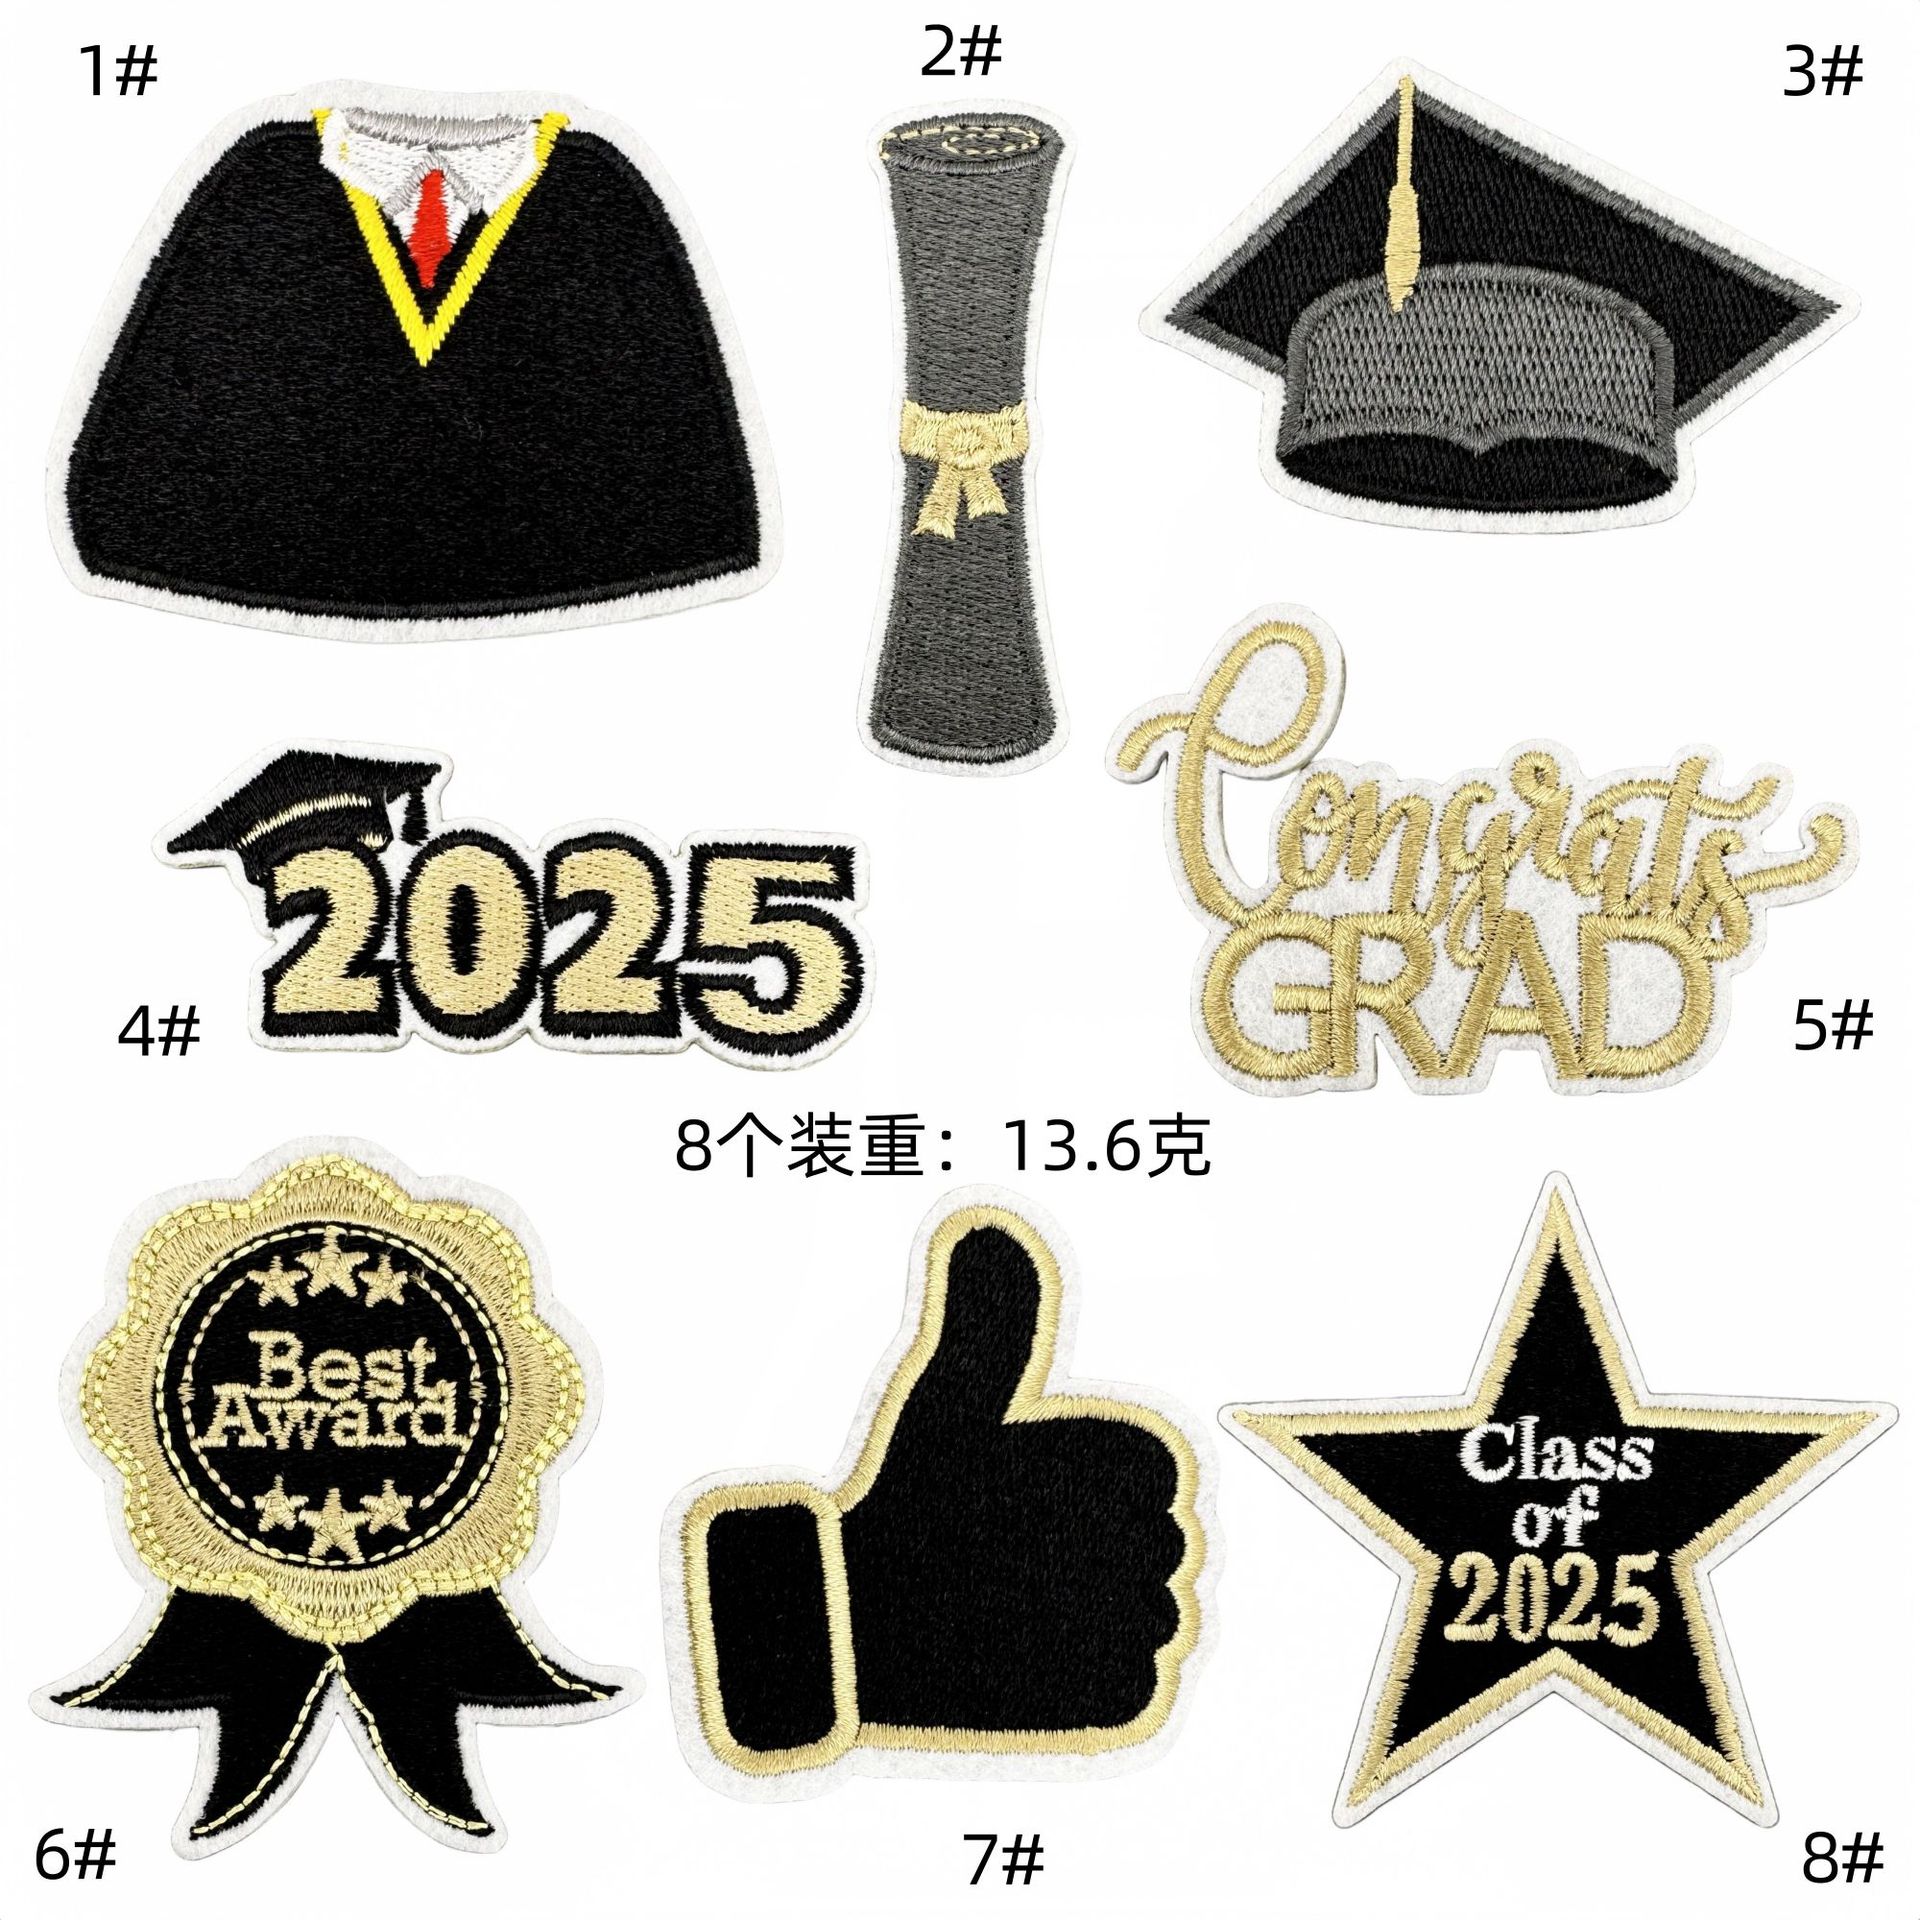 1#
2#
3#
2025
4#
Congrats
GRAD
5#
8个装重：13.6克
Best
Award
Class
of
2025
6#
7#
8#